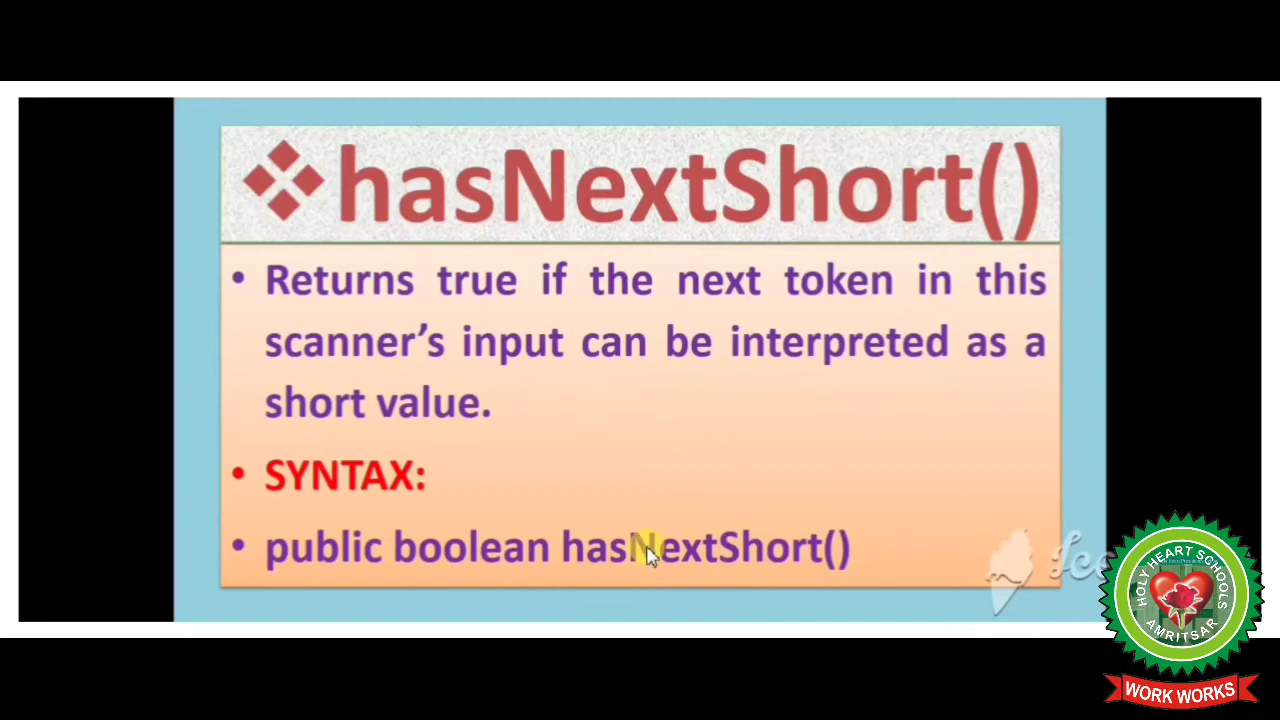 ❖hasNextShort()
• Returns true if the next token in this
scanner’s input can be interpreted as a
short value.
• SYNTAX:
• public boolean hasNextShort()
Ice
HOLY HEART SCHOOLS
AMRITSAR
WORK WORKS